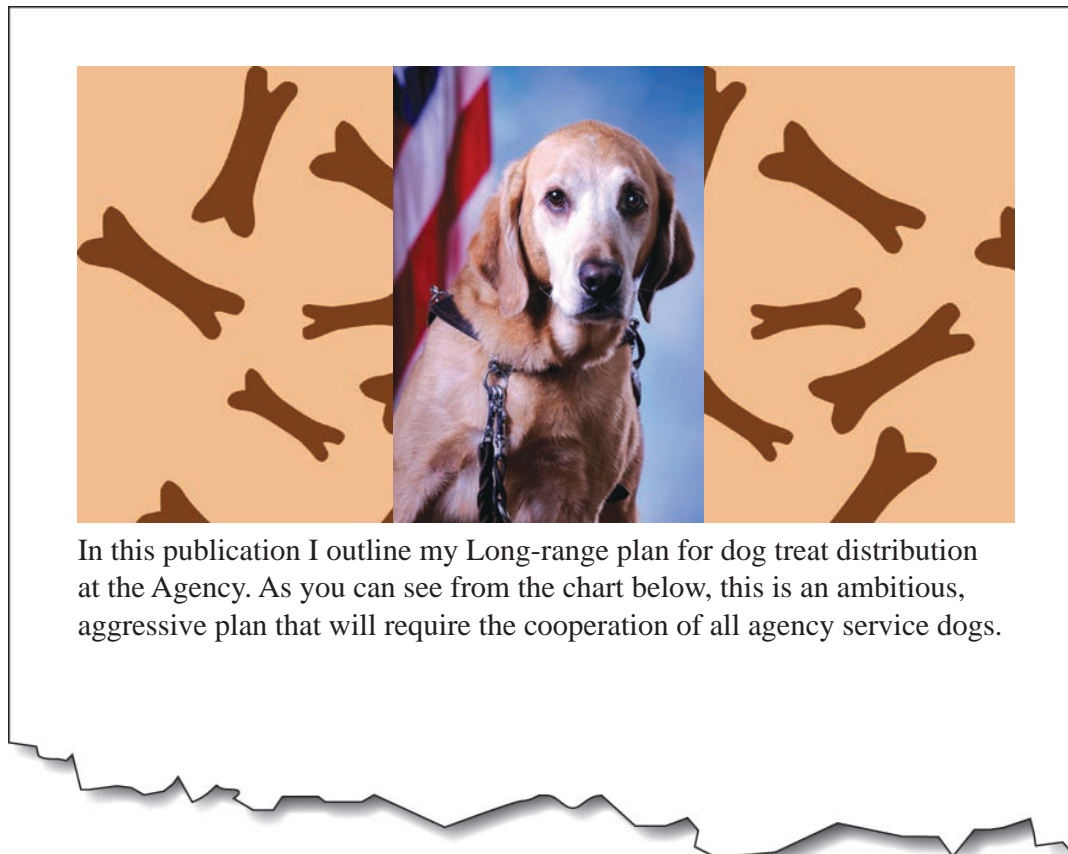 In this publication I outline my Long-range plan for dog treat distribution
at the Agency. As you can see from the chart below, this is an ambitious,
aggressive plan that will require the cooperation of all agency service dogs.